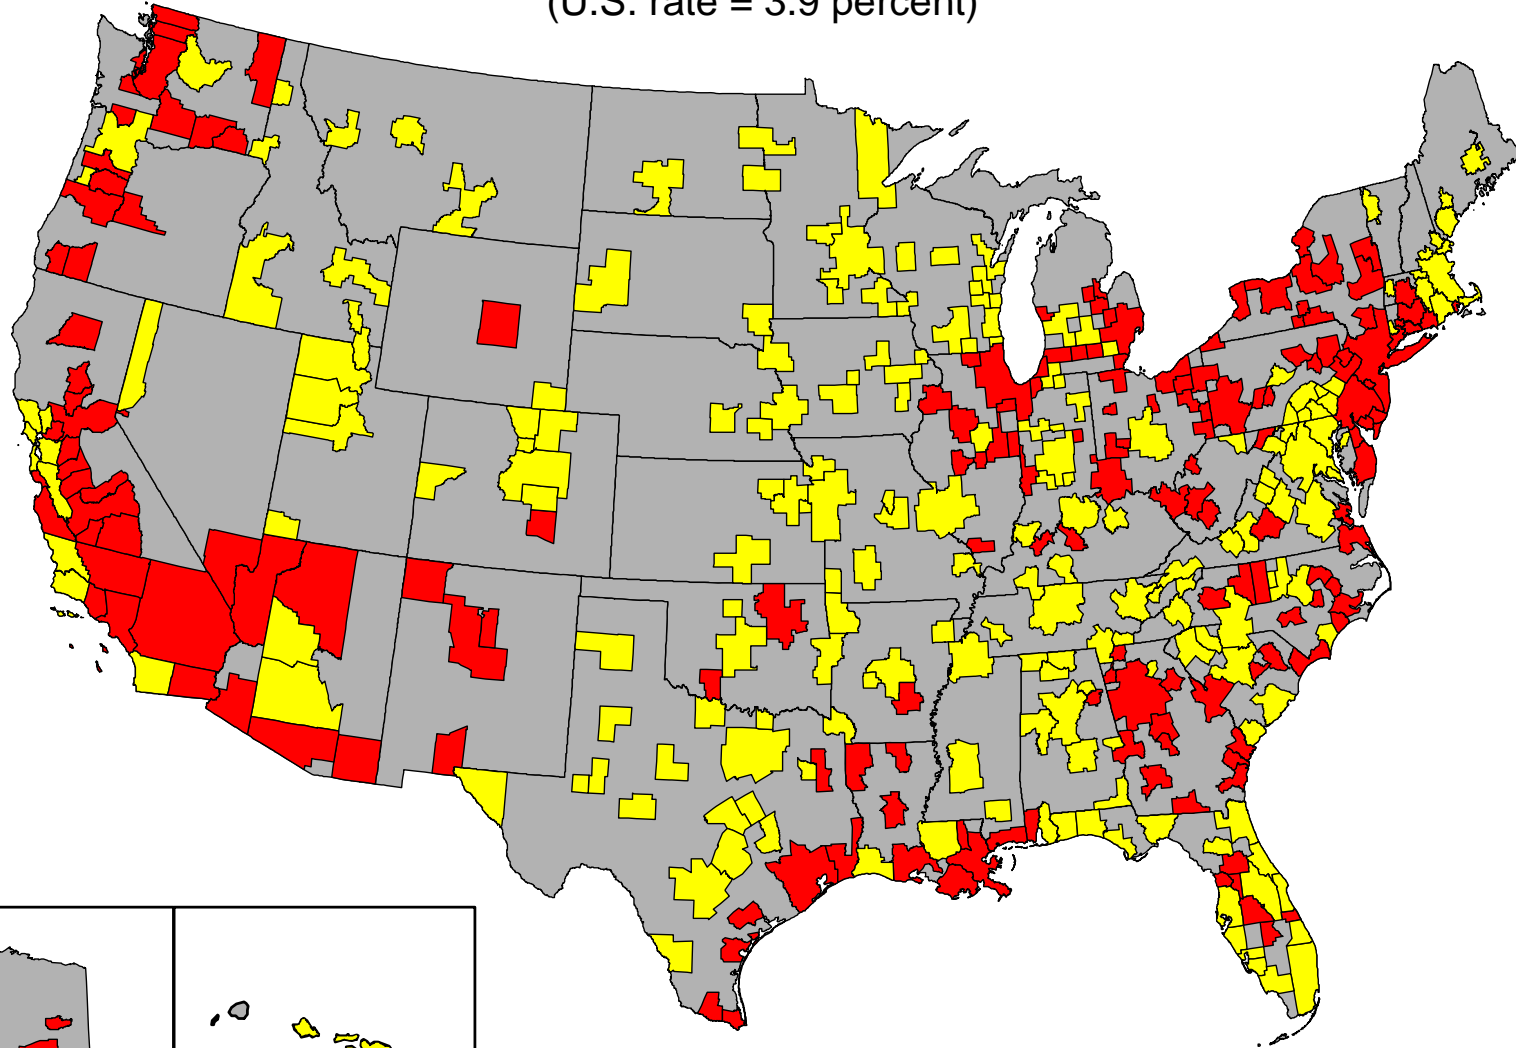 (U.S. rate = 3.9 percent)